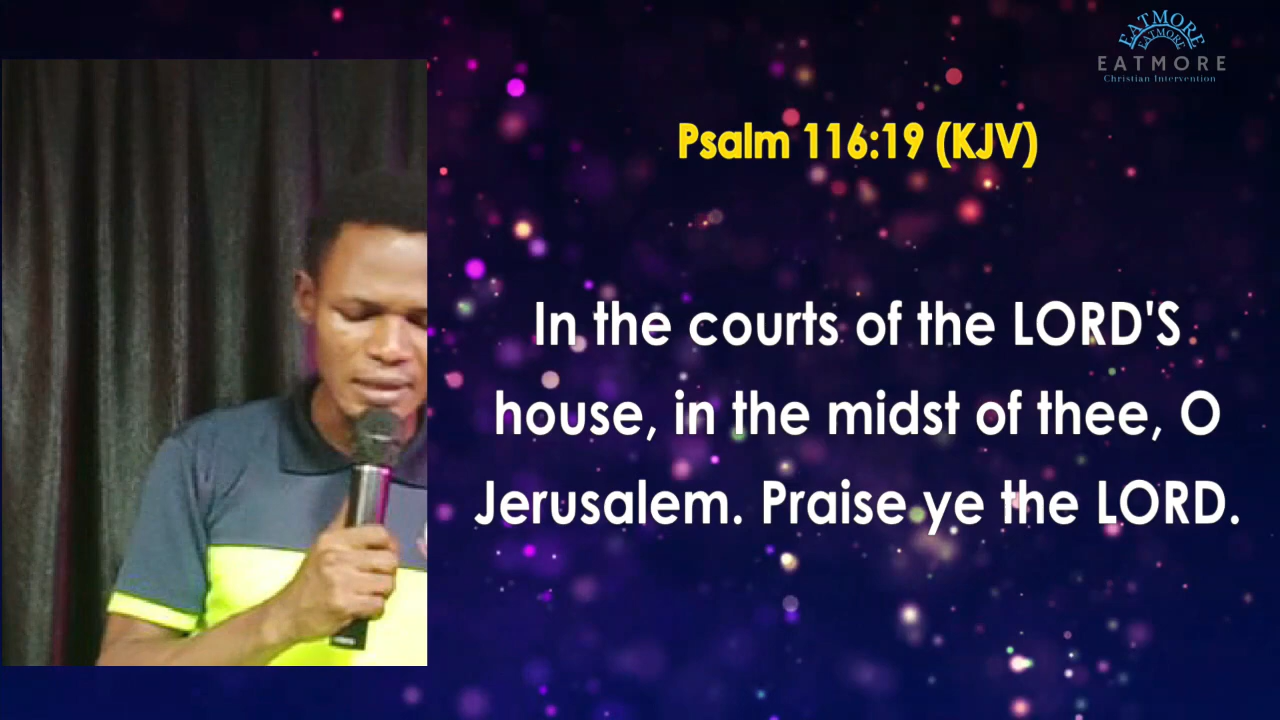 EATMORE
EATMORE
EATMORE
Christian Intervention
Psalm 116:19 (KJV)
In the courts of the LORD'S
house, in the midst of thee, O
Jerusalem. Praise ye the LORD.